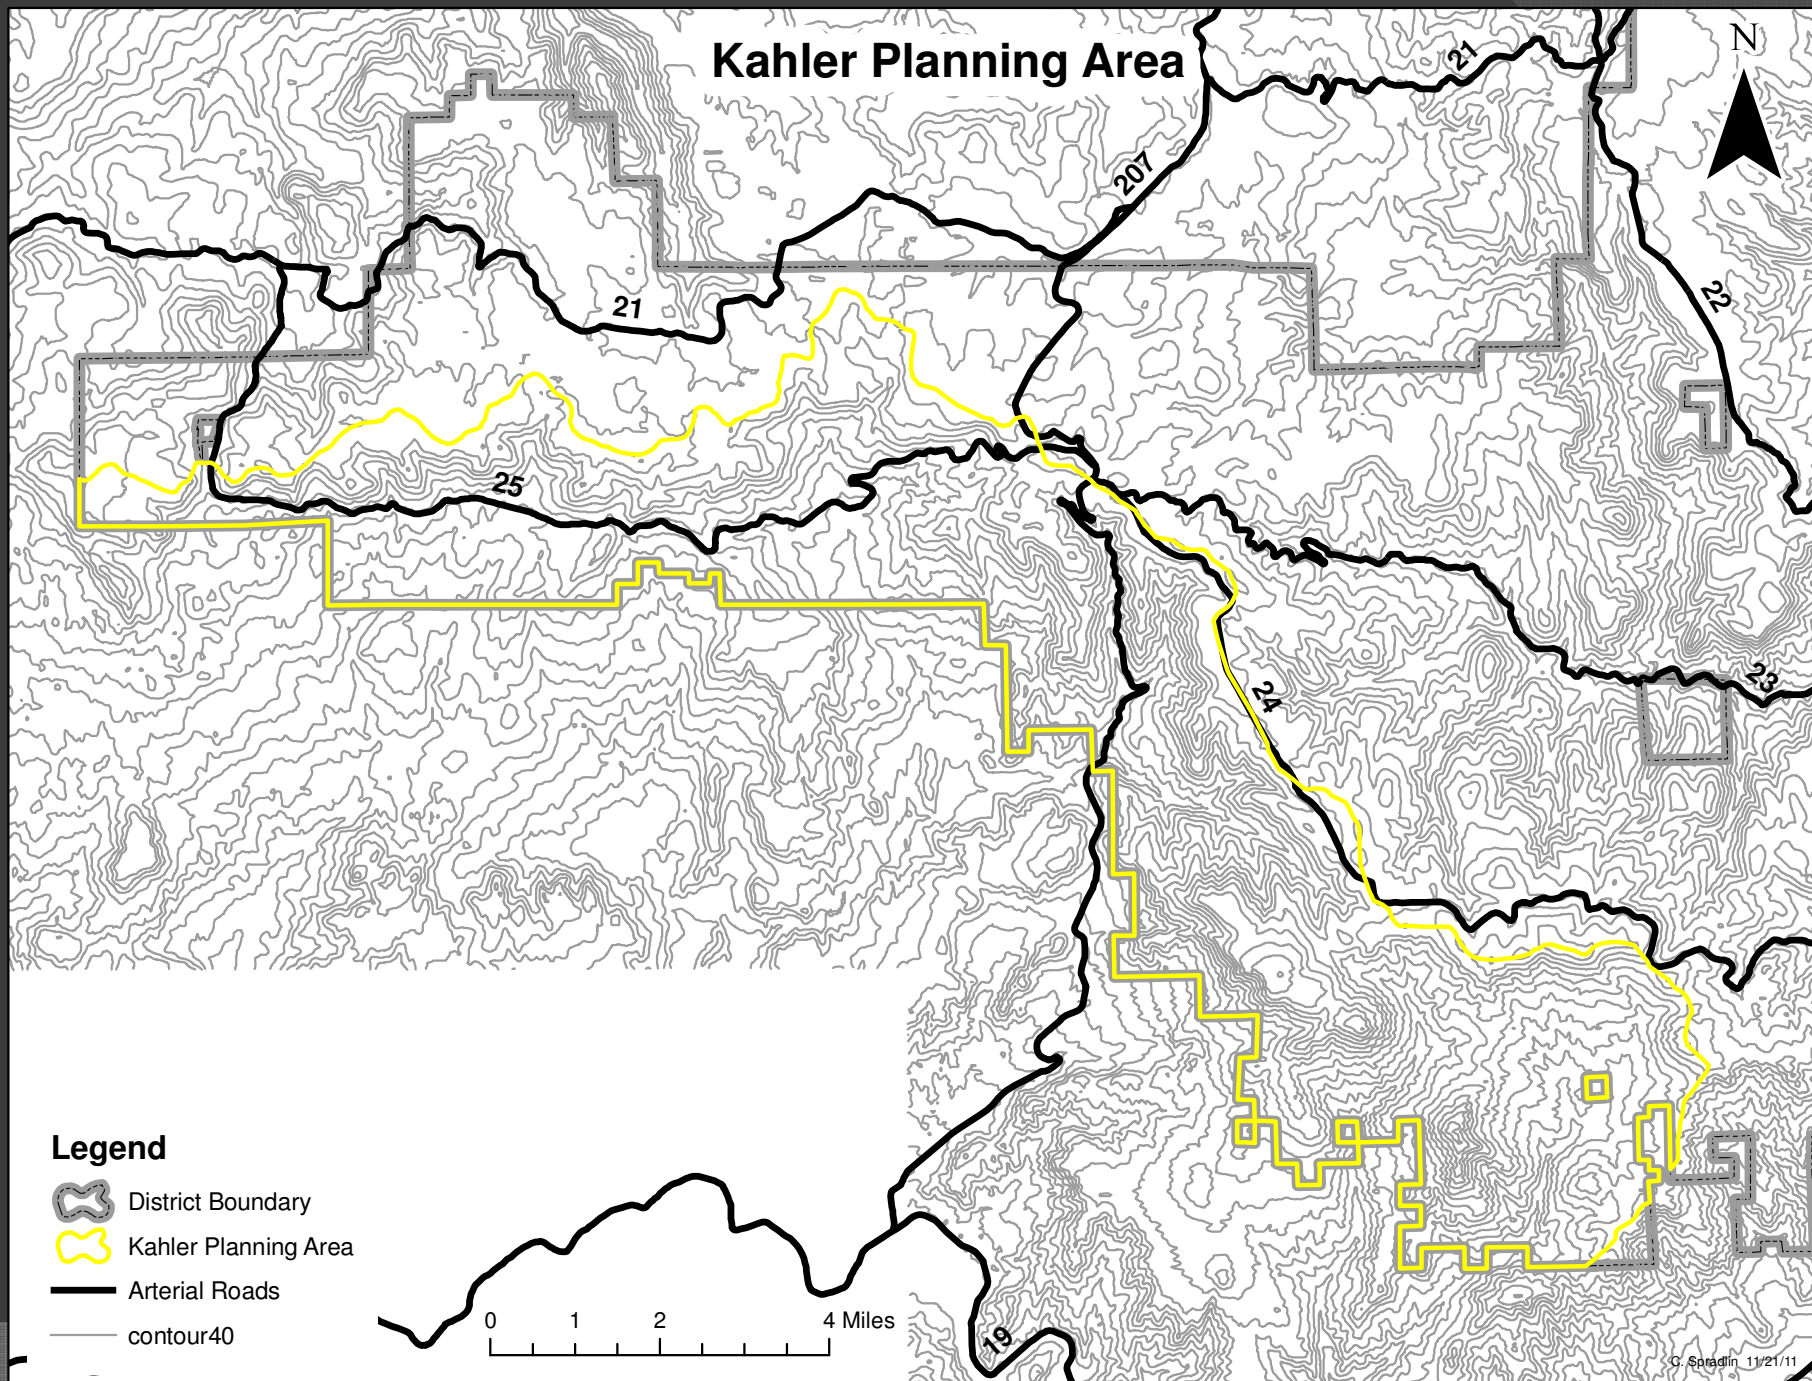 Kahler Planning Area
N
21
207
22
21
25
23
24
Legend
District Boundary
Kahler Planning Area
Arterial Roads
contour40
0 1 2 4 Miles
19
C. Spradlin 11/21/11